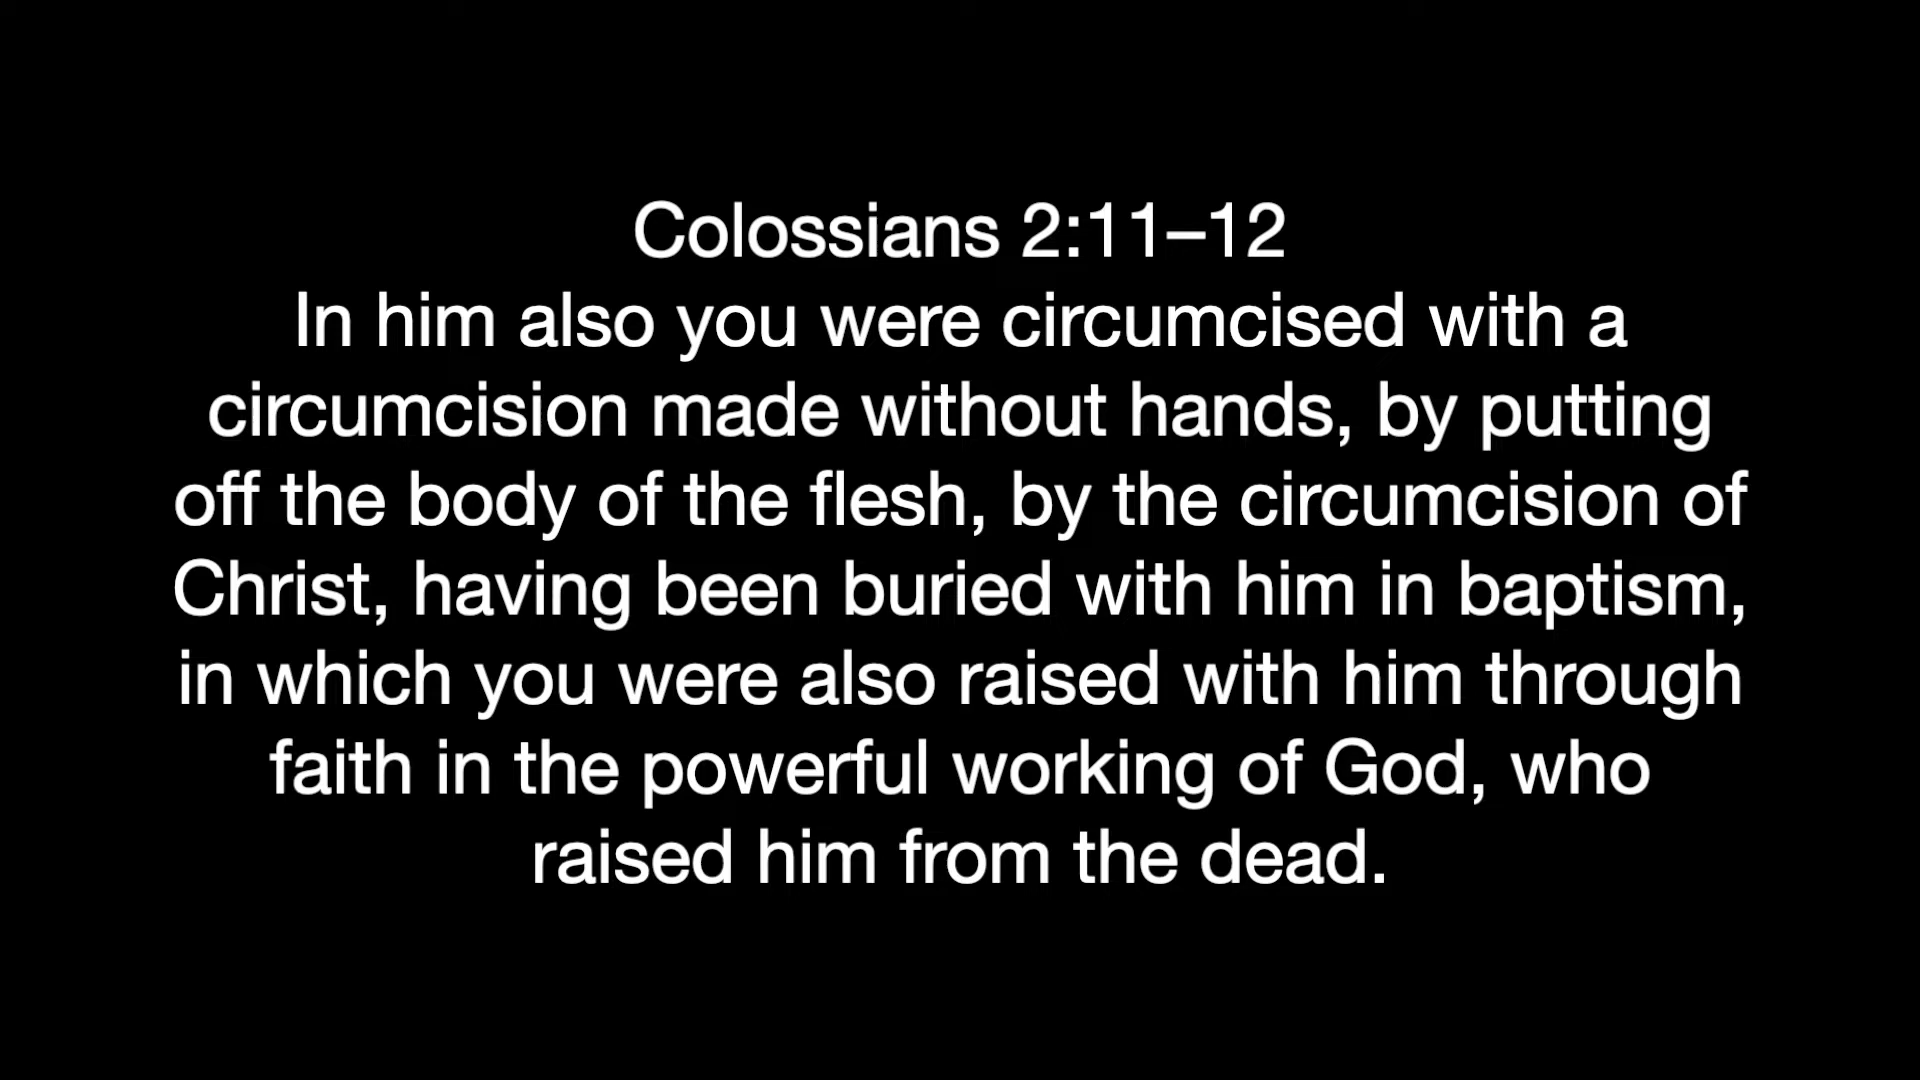 Colossians 2:11–12
In him also you were circumcised with a
circumcision made without hands, by putting
off the body of the flesh, by the circumcision of
Christ, having been buried with him in baptism,
in which you were also raised with him through
faith in the powerful working of God, who
raised him from the dead.